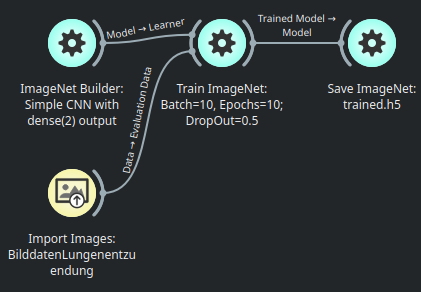 Model → Learner
Trained Model →
Model
ImageNet Builder:
Simple CNN with
dense(2) output
Train ImageNet:
Batch=10, Epochs=10;
DropOut=0.5
Save ImageNet:
trained.h5
Data → Evaluation Data
Import Images:
BilddatenLungenentzu
endung